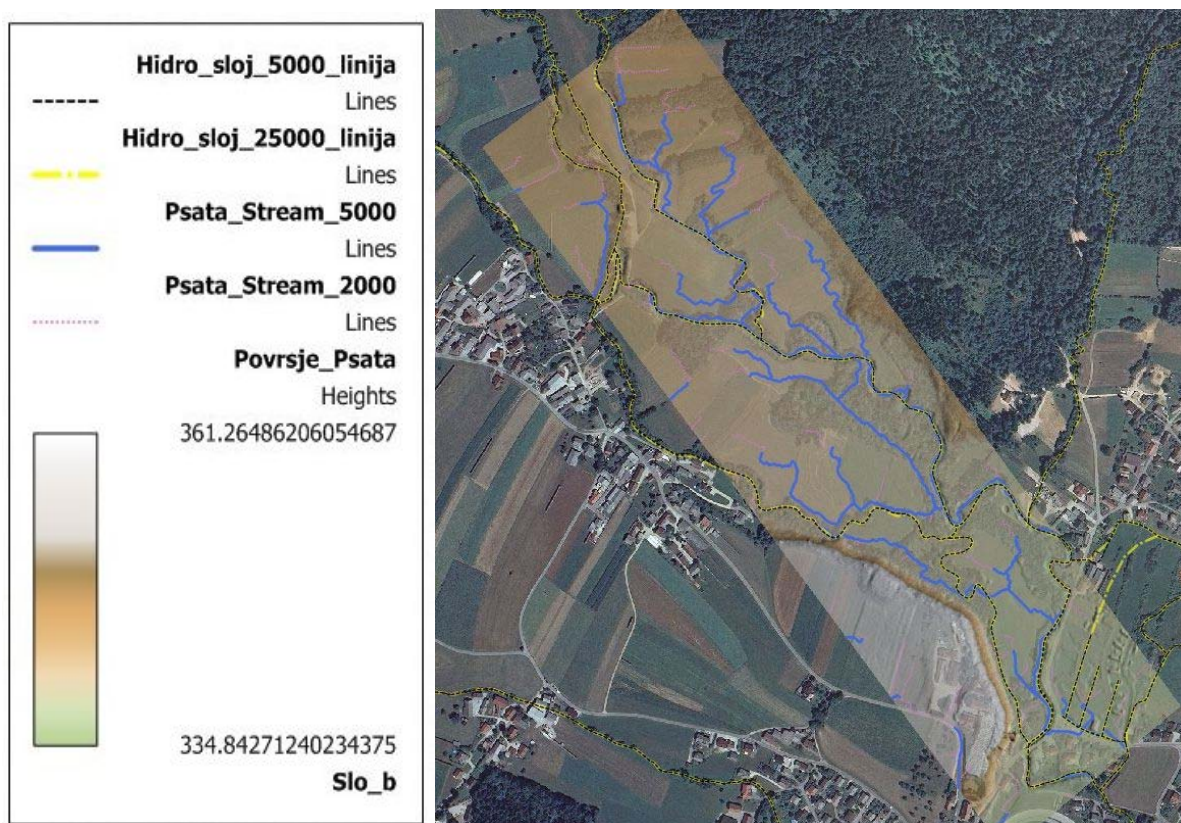 Hidro_sloj_5000_linija
Lines
Hidro_sloj_25000_linija
Lines
Psata_Stream_5000
Lines
Psata_Stream_2000
Lines
Povrsje_Psata
Heights
361.26486206054687
334.84271240234375
Slo_b